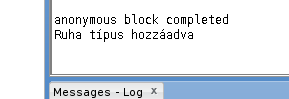 anonymous block completed
Ruha típus hozzáadva
Messages - Log x